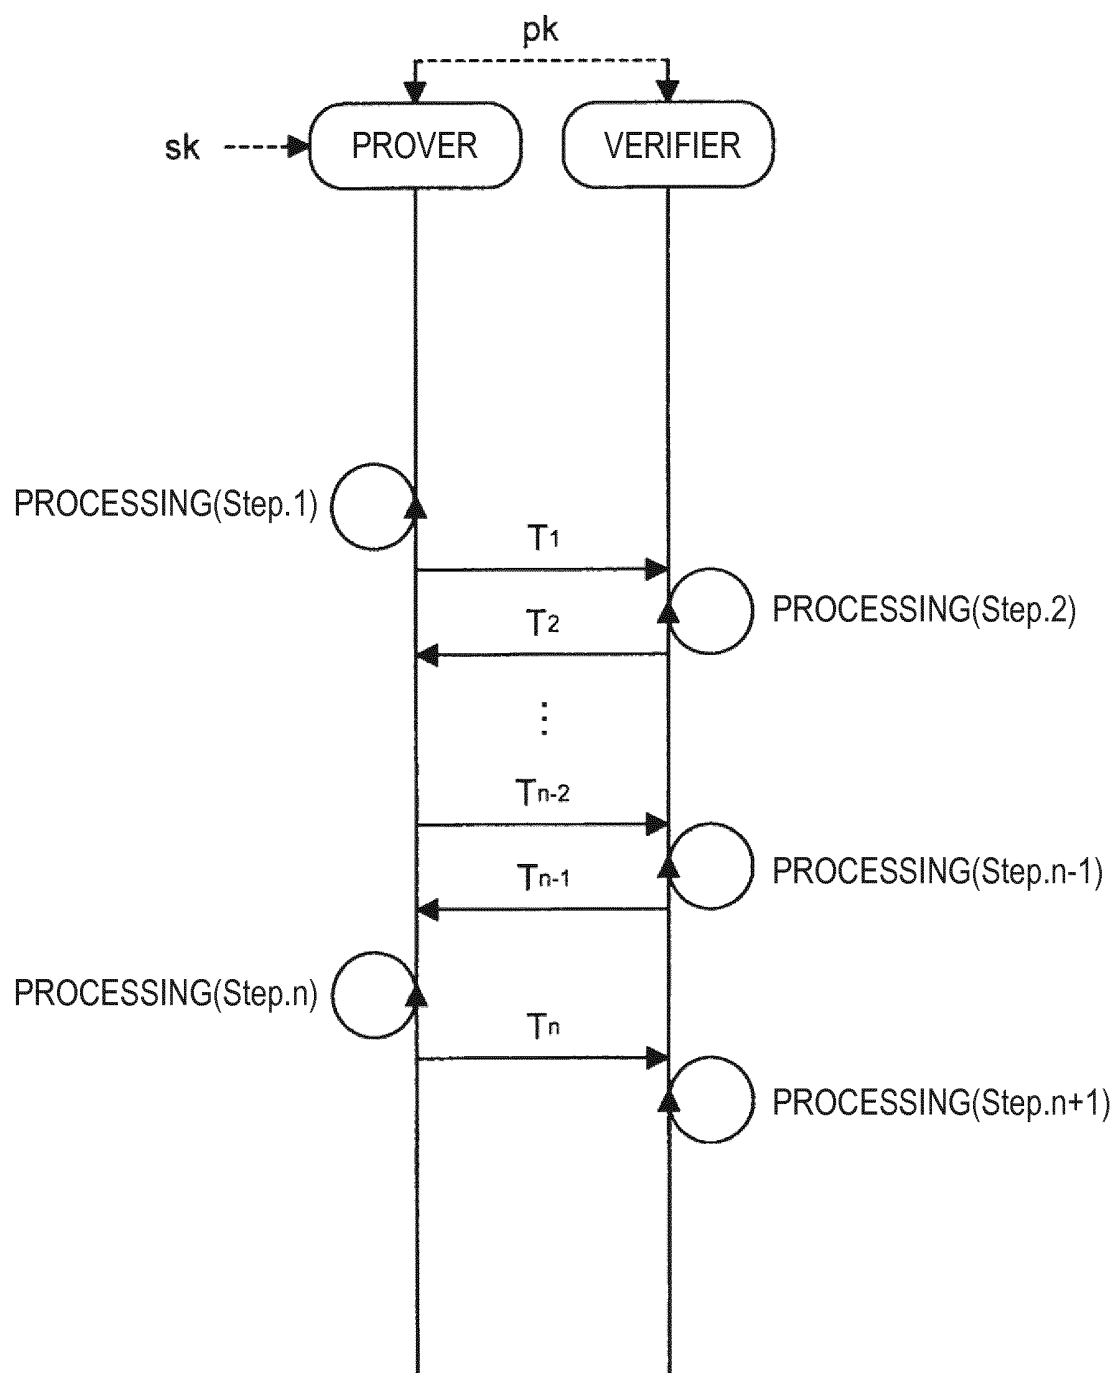 pk
sk
PROVER
VERIFIER
PROCESSING(Step.1)
T1
PROCESSING(Step.2)
T2
⋮
Tn-2
PROCESSING(Step.n-1)
Tn-1
PROCESSING(Step.n)
Tn
PROCESSING(Step.n+1)